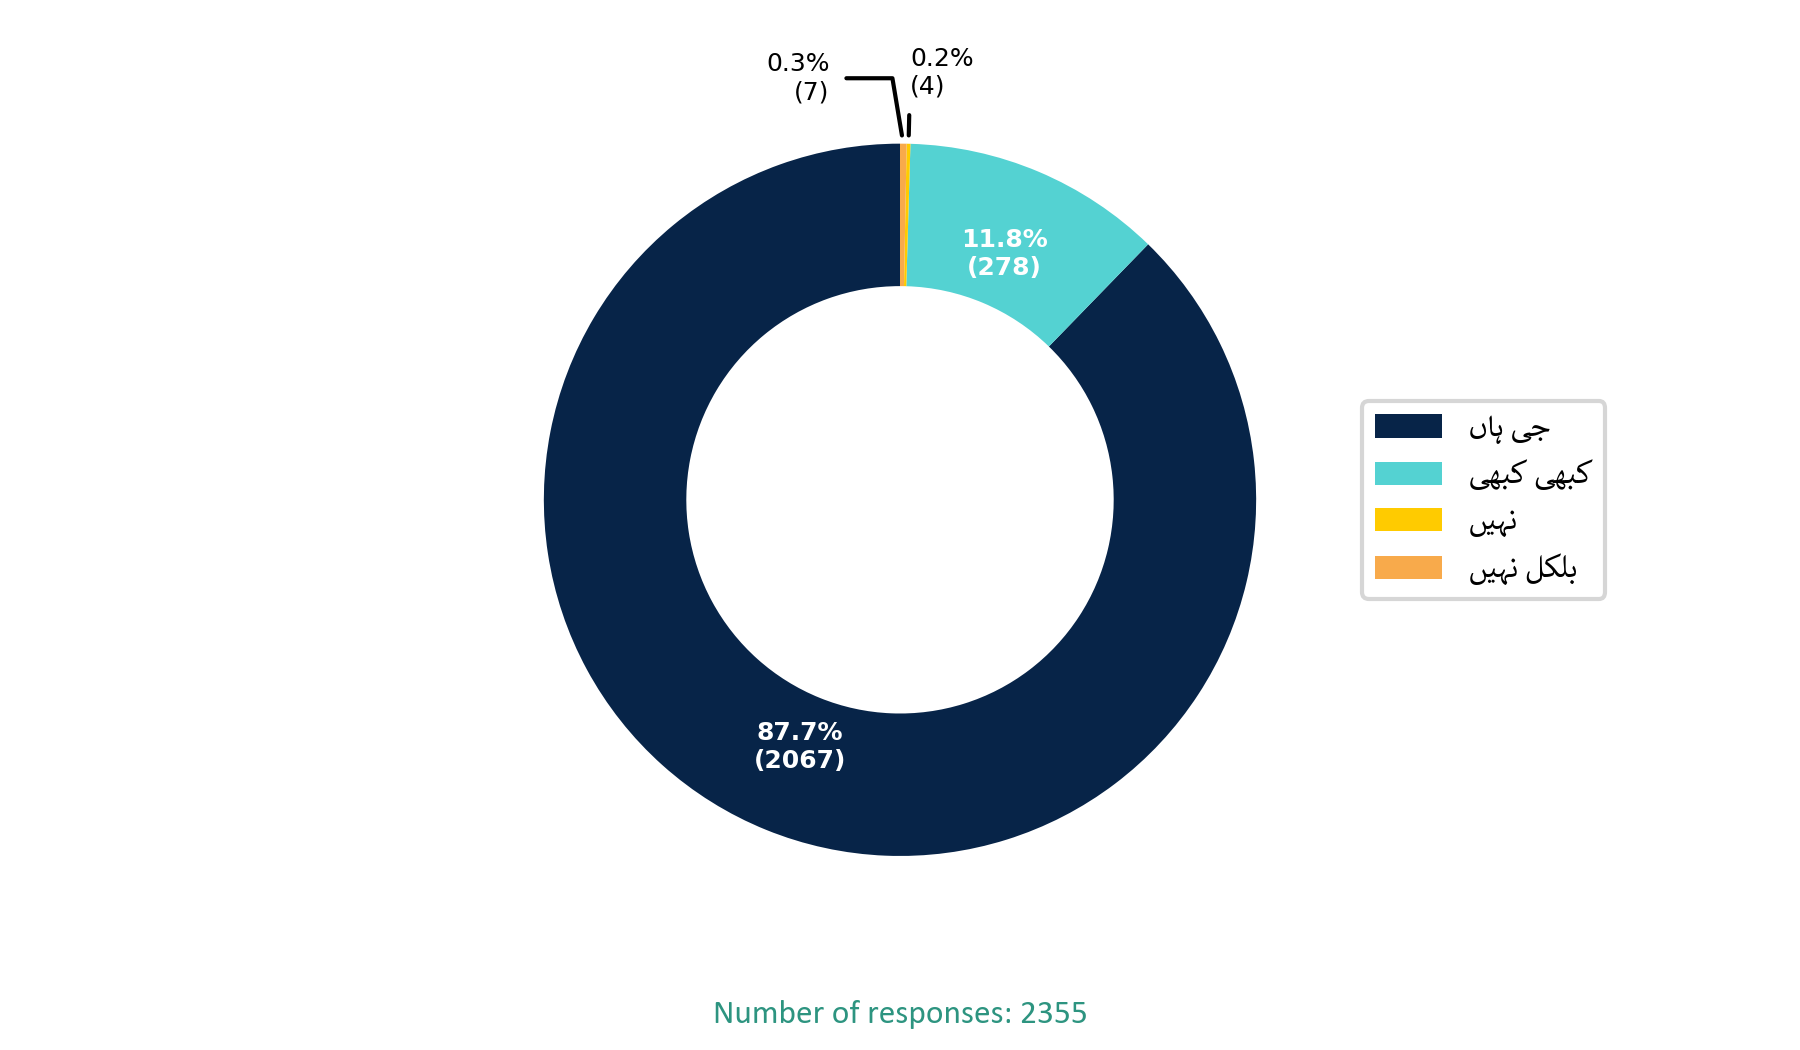 0.3%
(7)
0.2%
(4)
11.8%
(278)
87.7%
(2067)
جی ہاں
کبھی کبھی
نہیں
بلکل نہیں
Number of responses: 2355